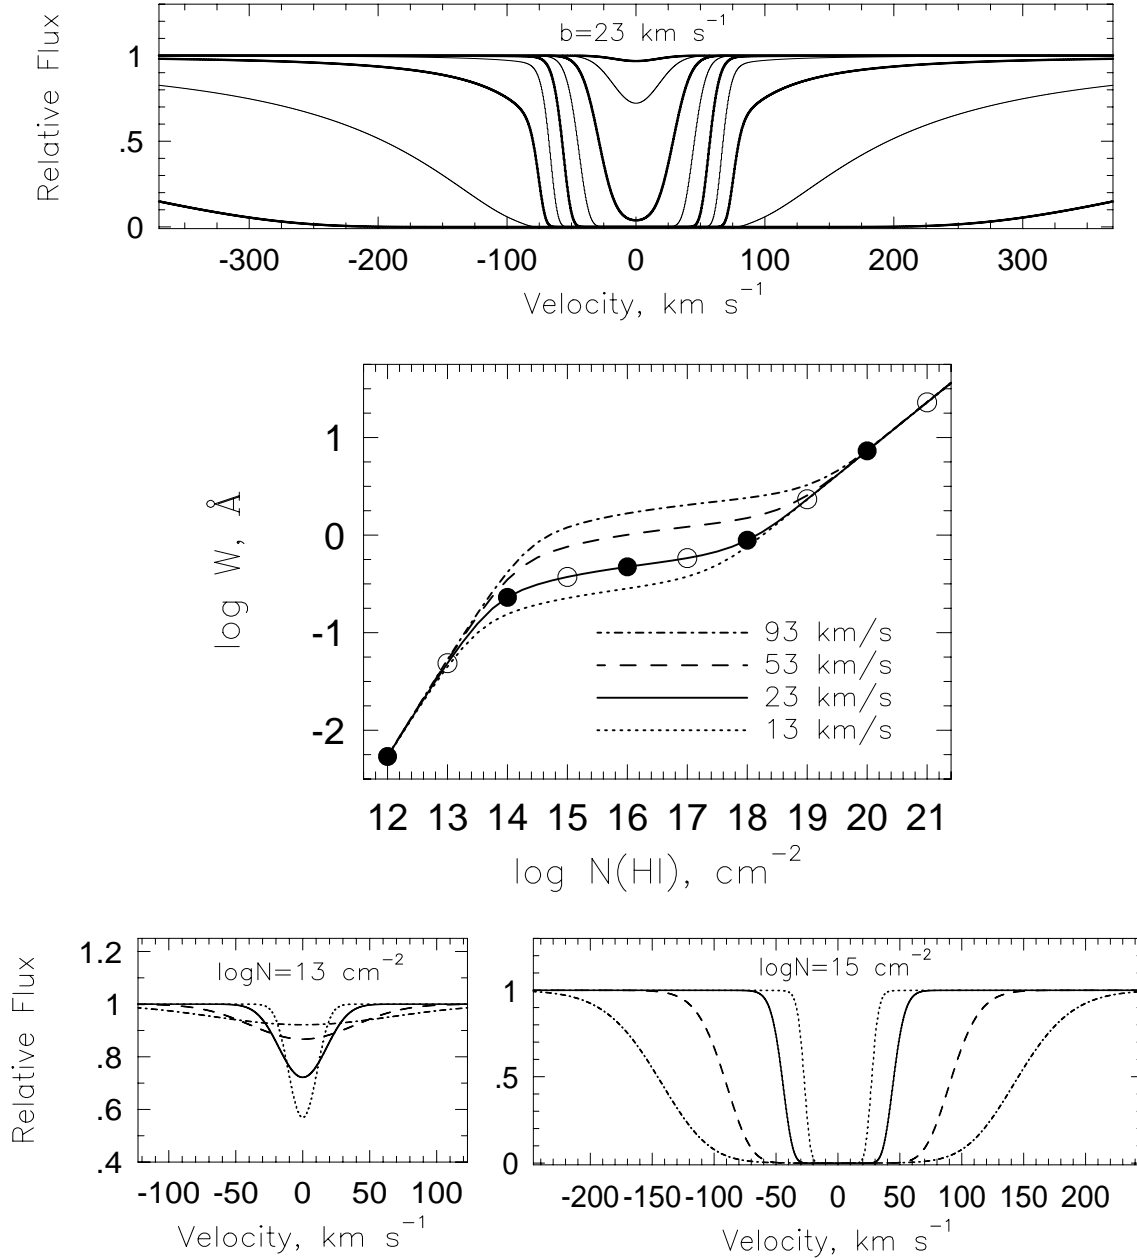 b=23 km s⁻¹
Relative Flux
1
.5
0
-300 -200 -100 0 100 200 300
Velocity, km s⁻¹
log W, Å
1
0
-1
-2
93 km/s
53 km/s
23 km/s
13 km/s
12 13 14 15 16 17 18 19 20 21
log N(HI), cm⁻²
Relative Flux
1.2
1
.8
.6
.4
logN=13 cm⁻²
-100 -50 0 50 100
Velocity, km s⁻¹
logN=15 cm⁻²
1
.5
0
-200 -150 -100 -50 0 50 100 150 200
Velocity, km s⁻¹